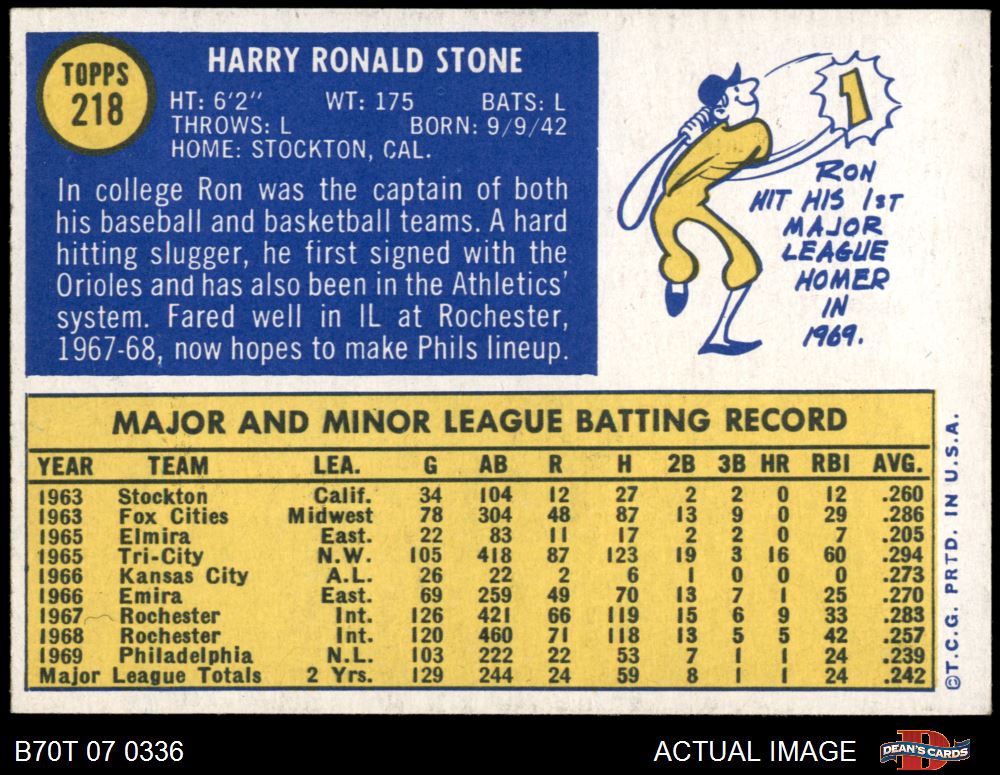 TOPPS
218
HARRY RONALD STONE
HT: 6'2" WT: 175 BATS: L
THROWS: L BORN: 9/9/42
HOME: STOCKTON, CAL.
In college Ron was the captain of both
his baseball and basketball teams. A hard
hitting slugger, he first signed with the
Orioles and has also been in the Athletics'
system. Fared well in IL at Rochester,
1967-68, now hopes to make Phils lineup.
1
RON
HIT HIS 1ST
MAJOR
LEAGUE
HOMER
IN
1969.
MAJOR AND MINOR LEAGUE BATTING RECORD
YEAR TEAM LEA. G AB R H 2B 3B HR RBI AVG.
1963 Stockton Calif. 34 104 12 27 2 2 0 12 .260
1963 Fox Cities Midwest 78 304 48 87 13 9 0 29 .286
1965 Elmira East. 22 83 11 17 2 2 0 7 .205
1965 Tri-City N.W. 105 418 87 123 19 3 16 60 .294
1966 Kansas City A.L. 26 22 2 6 1 0 0 0 .273
1966 Emira East. 69 259 49 70 13 7 1 25 .270
1967 Rochester Int. 126 421 66 119 15 6 9 33 .283
1968 Rochester Int. 120 460 71 118 13 5 5 42 .257
1969 Philadelphia N.L. 103 222 22 53 7 1 1 24 .239
Major League Totals 2 Yrs. 129 244 24 59 8 1 1 24 .242
©T.C.G. PRTD. IN U.S.A.
B70T 07 0336
ACTUAL IMAGE
D
DEAN'S CARDS